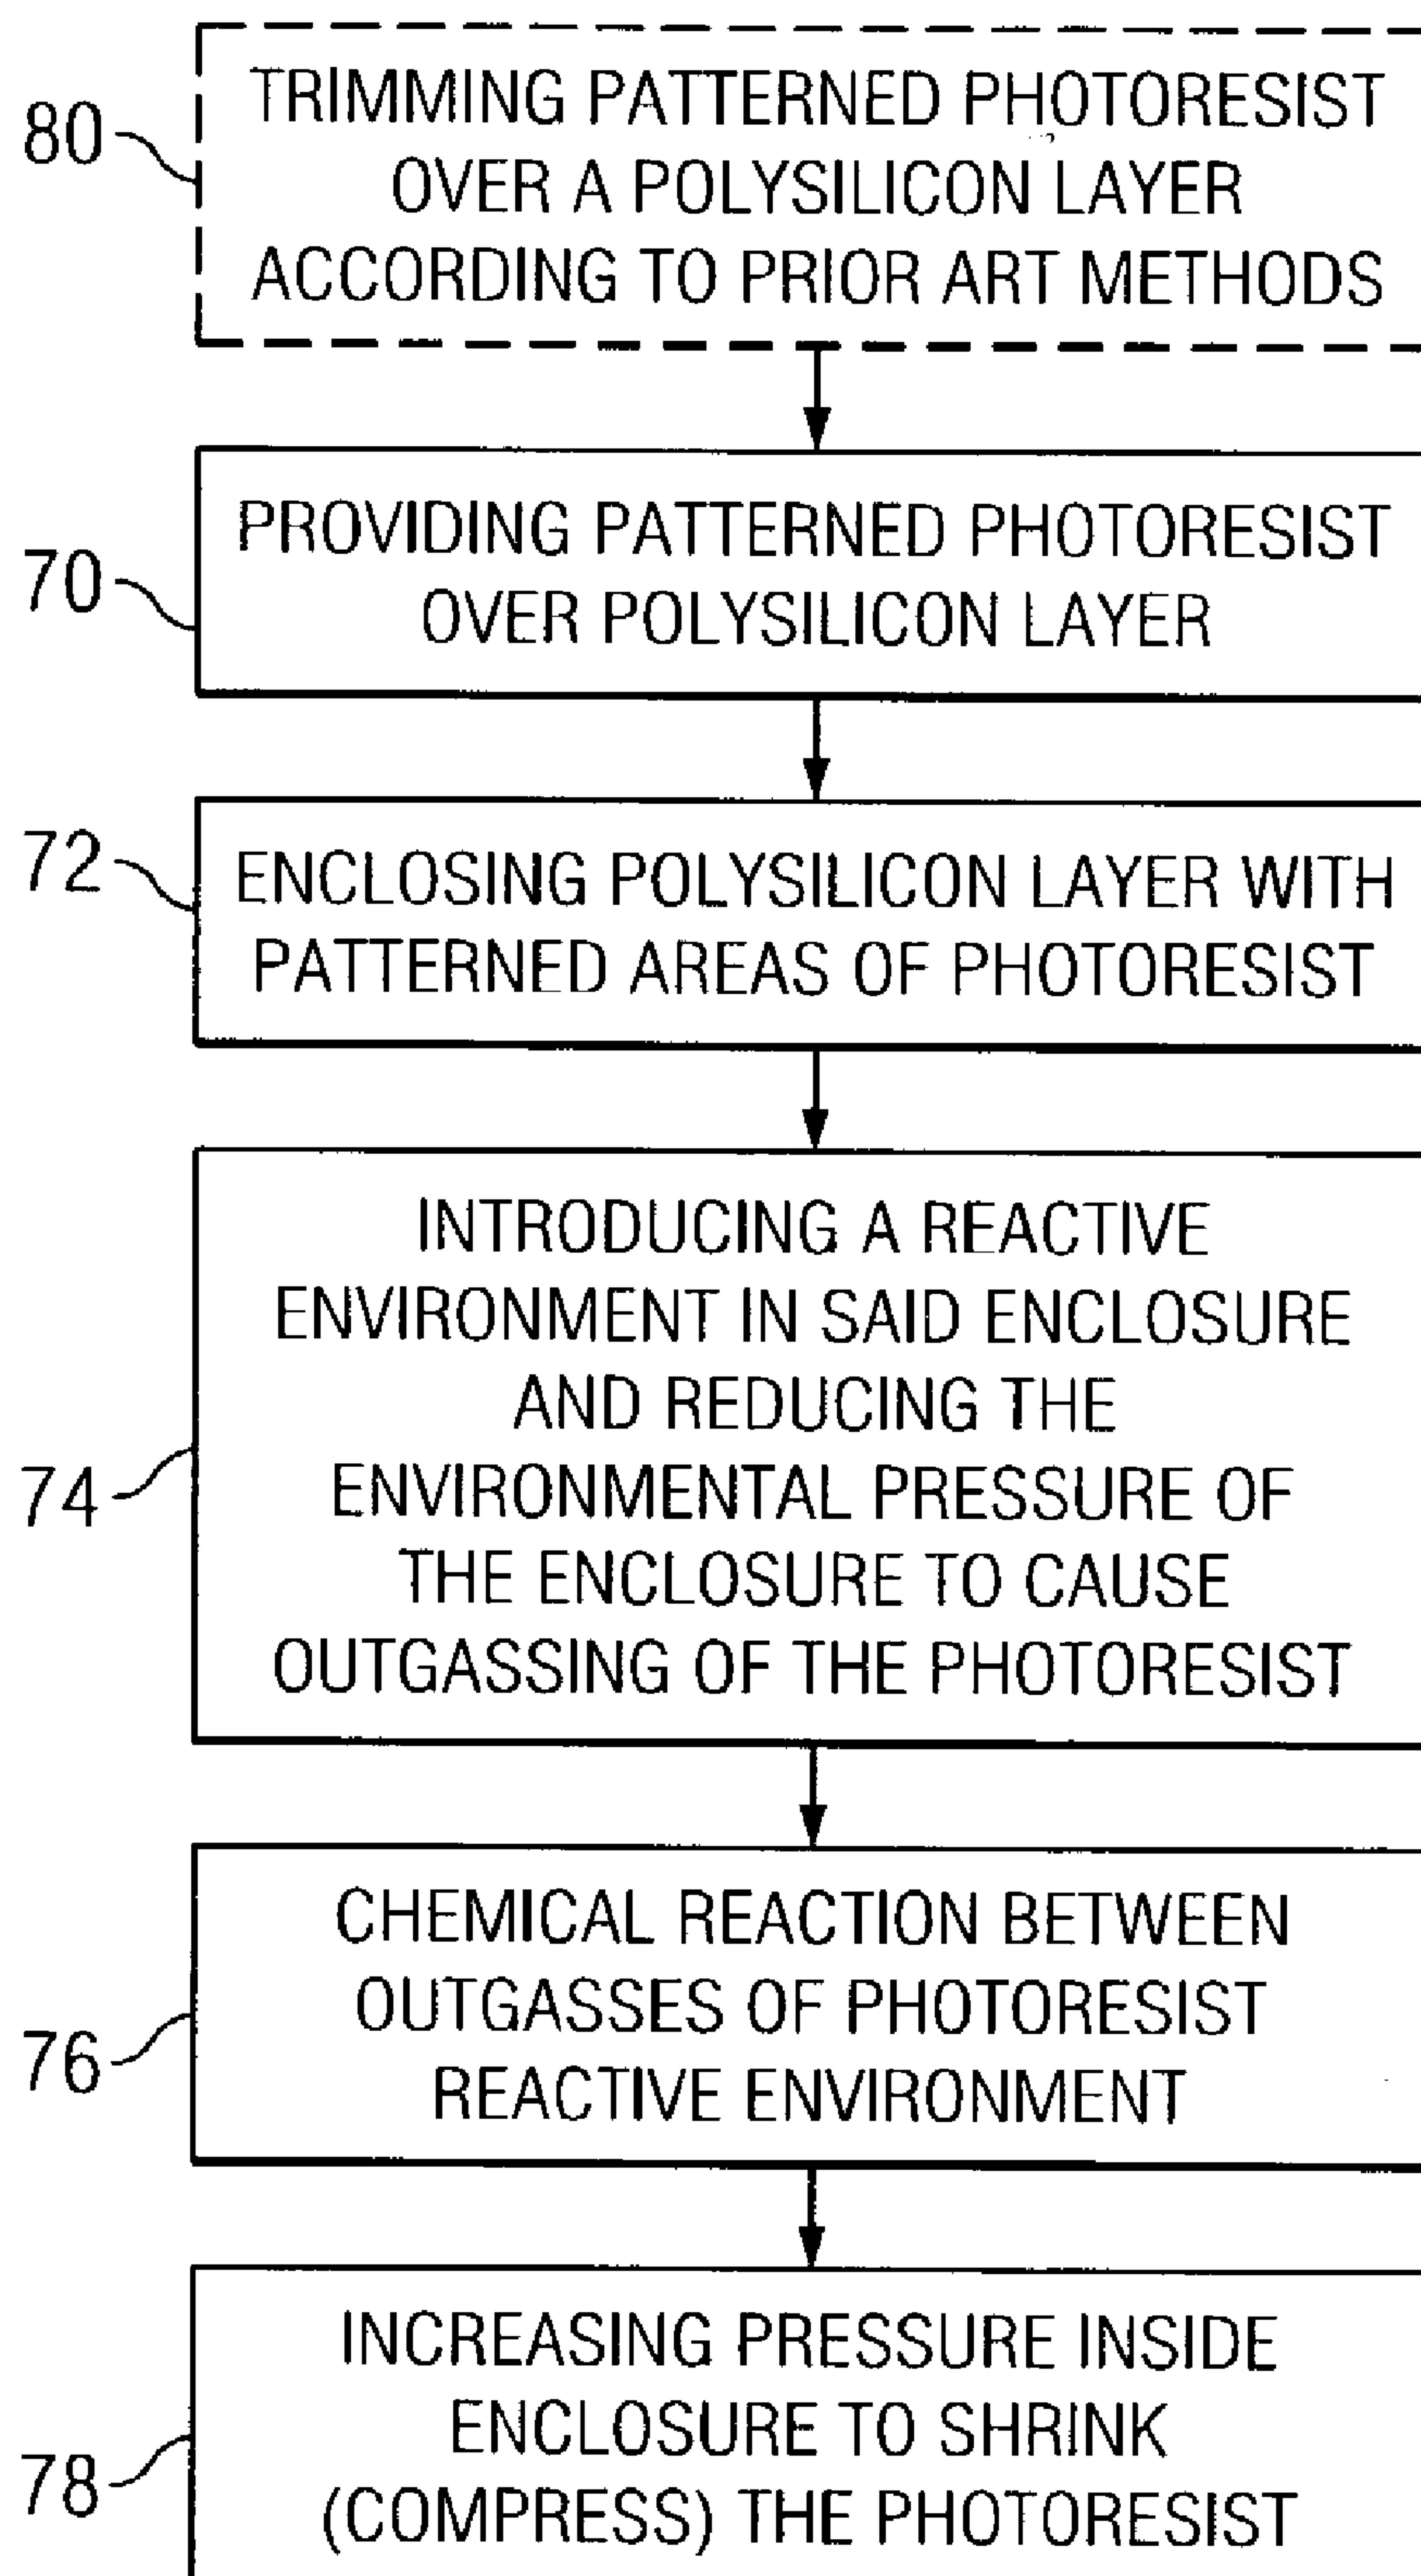 80
TRIMMING PATTERNED PHOTORESIST
OVER A POLYSILICON LAYER
ACCORDING TO PRIOR ART METHODS
70
PROVIDING PATTERNED PHOTORESIST
OVER POLYSILICON LAYER
72
ENCLOSING POLYSILICON LAYER WITH
PATTERNED AREAS OF PHOTORESIST
74
INTRODUCING A REACTIVE
ENVIRONMENT IN SAID ENCLOSURE
AND REDUCING THE
ENVIRONMENTAL PRESSURE OF
THE ENCLOSURE TO CAUSE
OUTGASSING OF THE PHOTORESIST
76
CHEMICAL REACTION BETWEEN
OUTGASSES OF PHOTORESIST
REACTIVE ENVIRONMENT
78
INCREASING PRESSURE INSIDE
ENCLOSURE TO SHRINK
(COMPRESS) THE PHOTORESIST